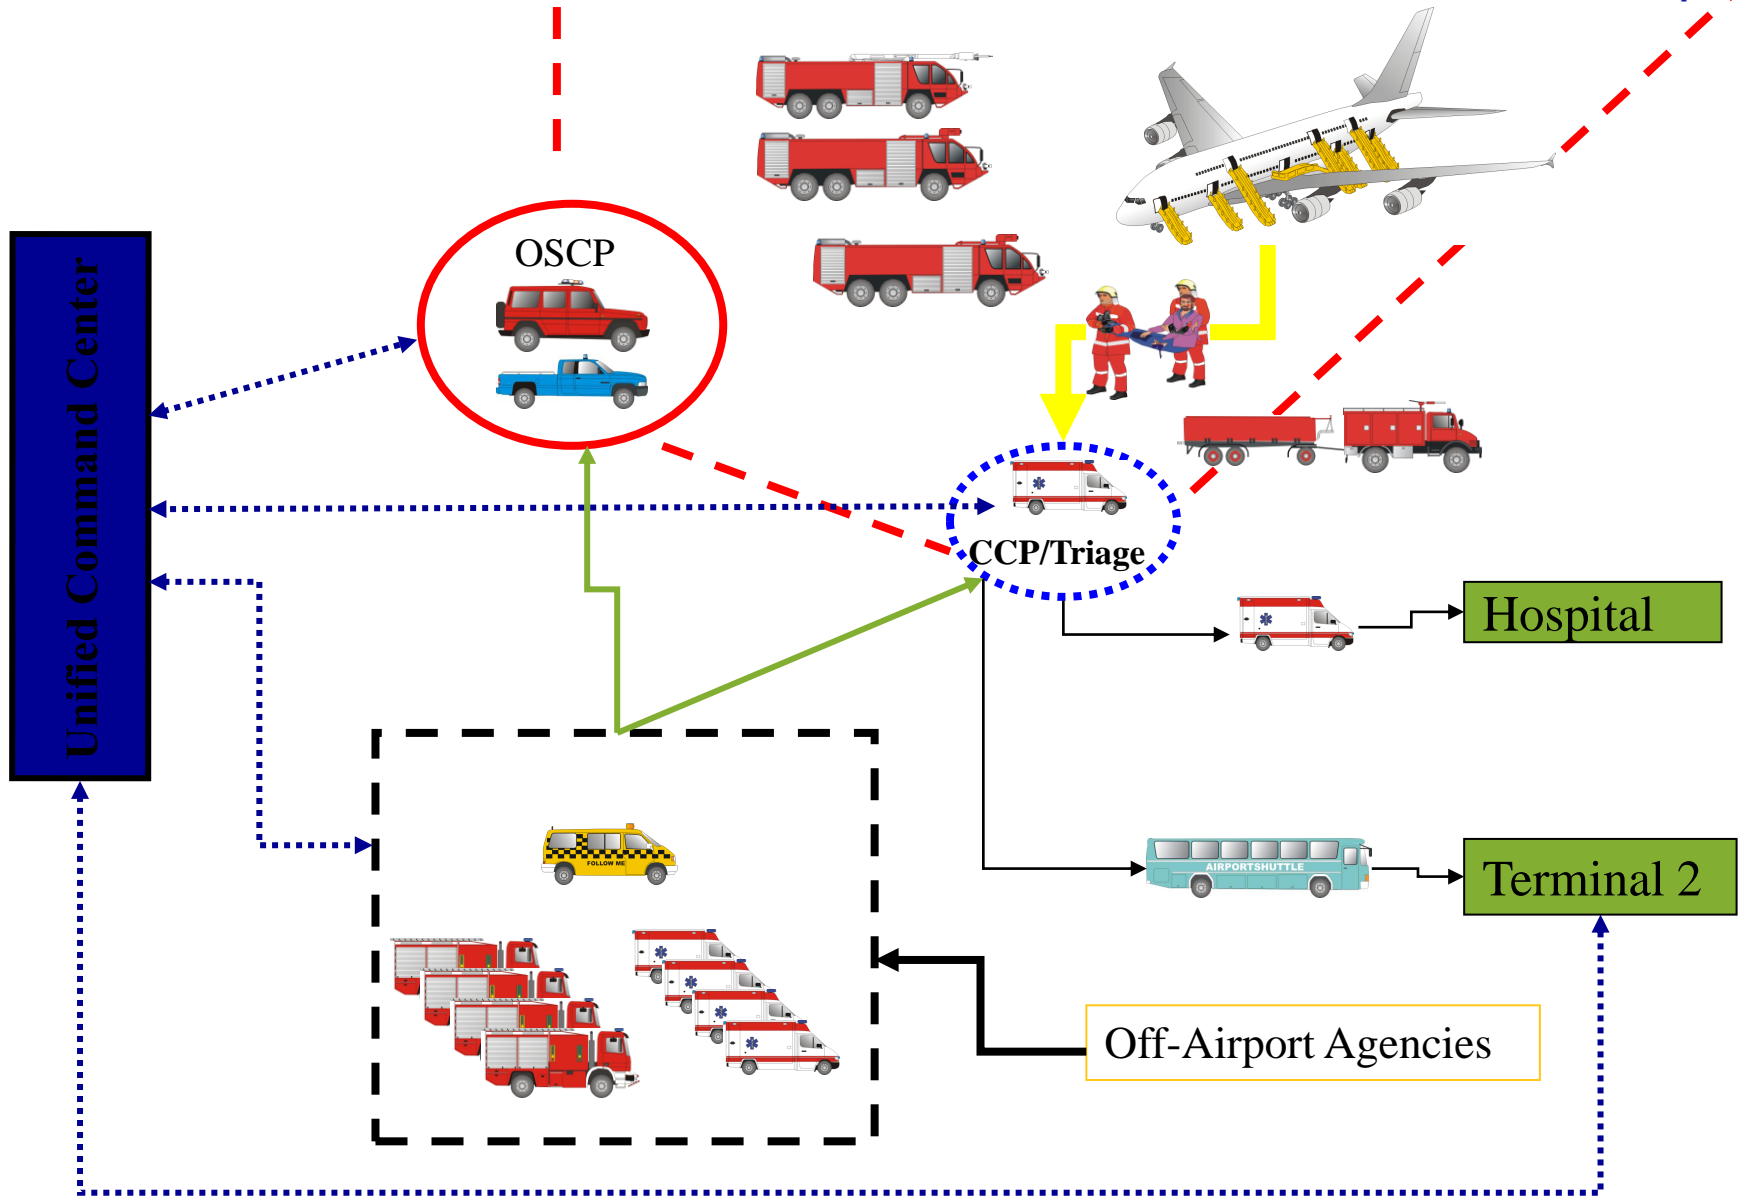 OSCP
Unified Command Center
CCP/Triage
Hospital
FOLLOW ME
AIRPORTSHUTTLE
Terminal 2
Off-Airport Agencies